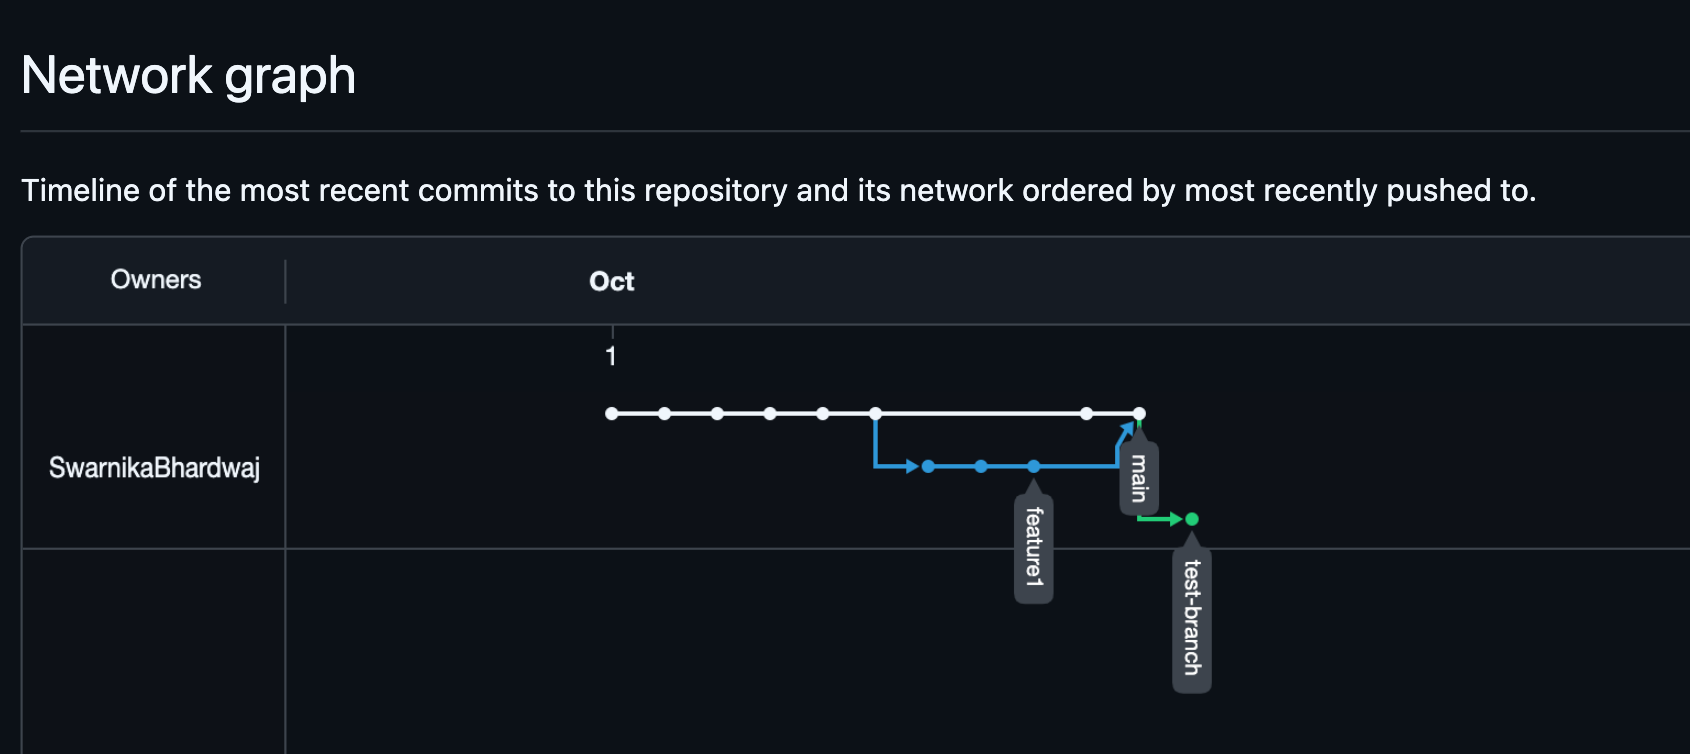 Network graph
Timeline of the most recent commits to this repository and its network ordered by most recently pushed to.
Owners
Oct
1
SwarnikaBhardwaj
main
feature1
test-branch